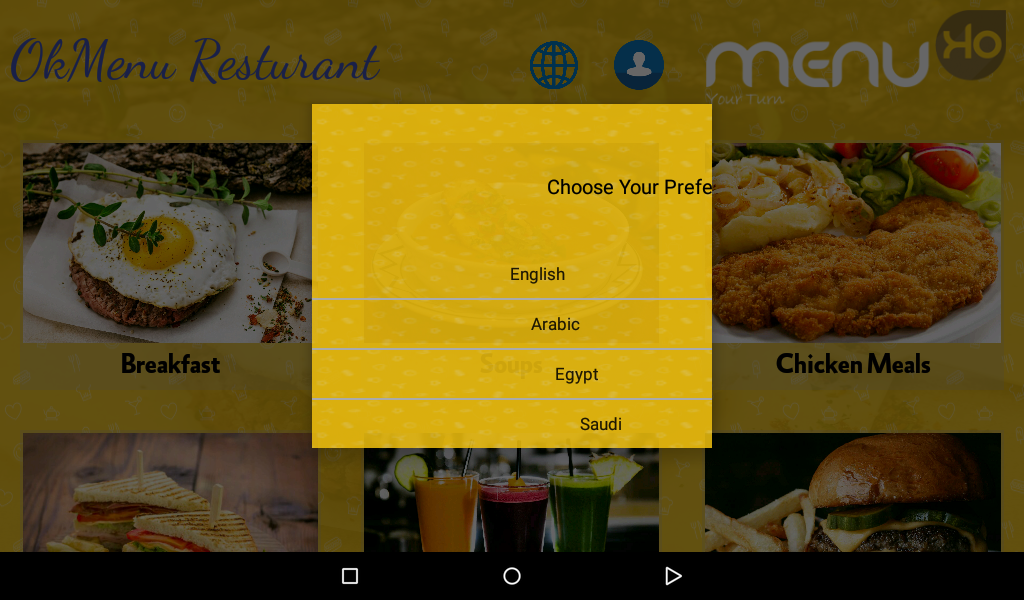 OkMenu Resturant
menu
OK
Your Turn
Choose Your Prefe
English
Arabic
Egypt
Saudi
Breakfast
Soups
Chicken Meals